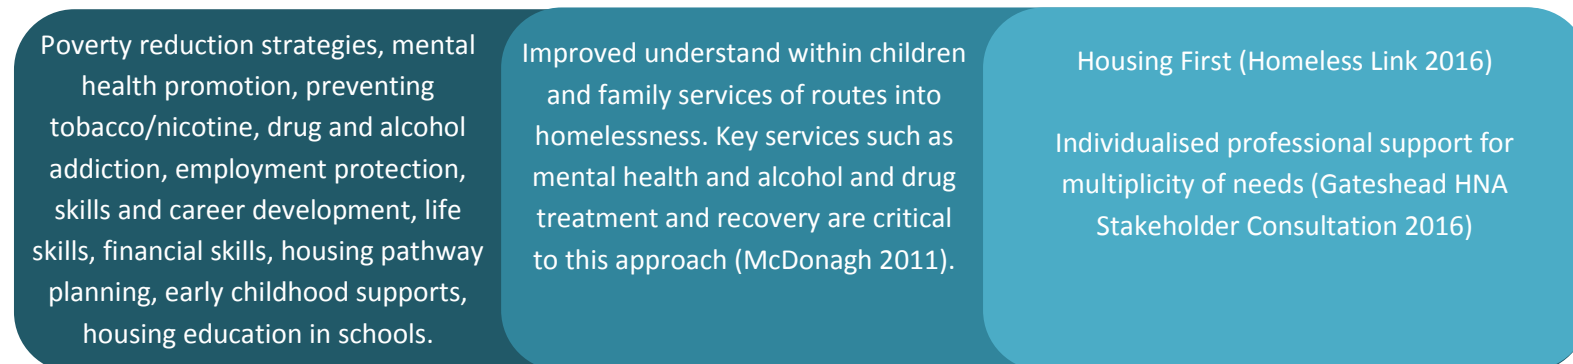 Poverty reduction strategies, mental
health promotion, preventing
tobacco/nicotine, drug and alcohol
addiction, employment protection,
skills and career development, life
skills, financial skills, housing pathway
planning, early childhood supports,
housing education in schools.
Improved understand within children
and family services of routes into
homelessness. Key services such as
mental health and alcohol and drug
treatment and recovery are critical
to this approach (McDonagh 2011).
Housing First (Homeless Link 2016)
Individualised professional support for
multiplicity of needs (Gateshead HNA
Stakeholder Consultation 2016)